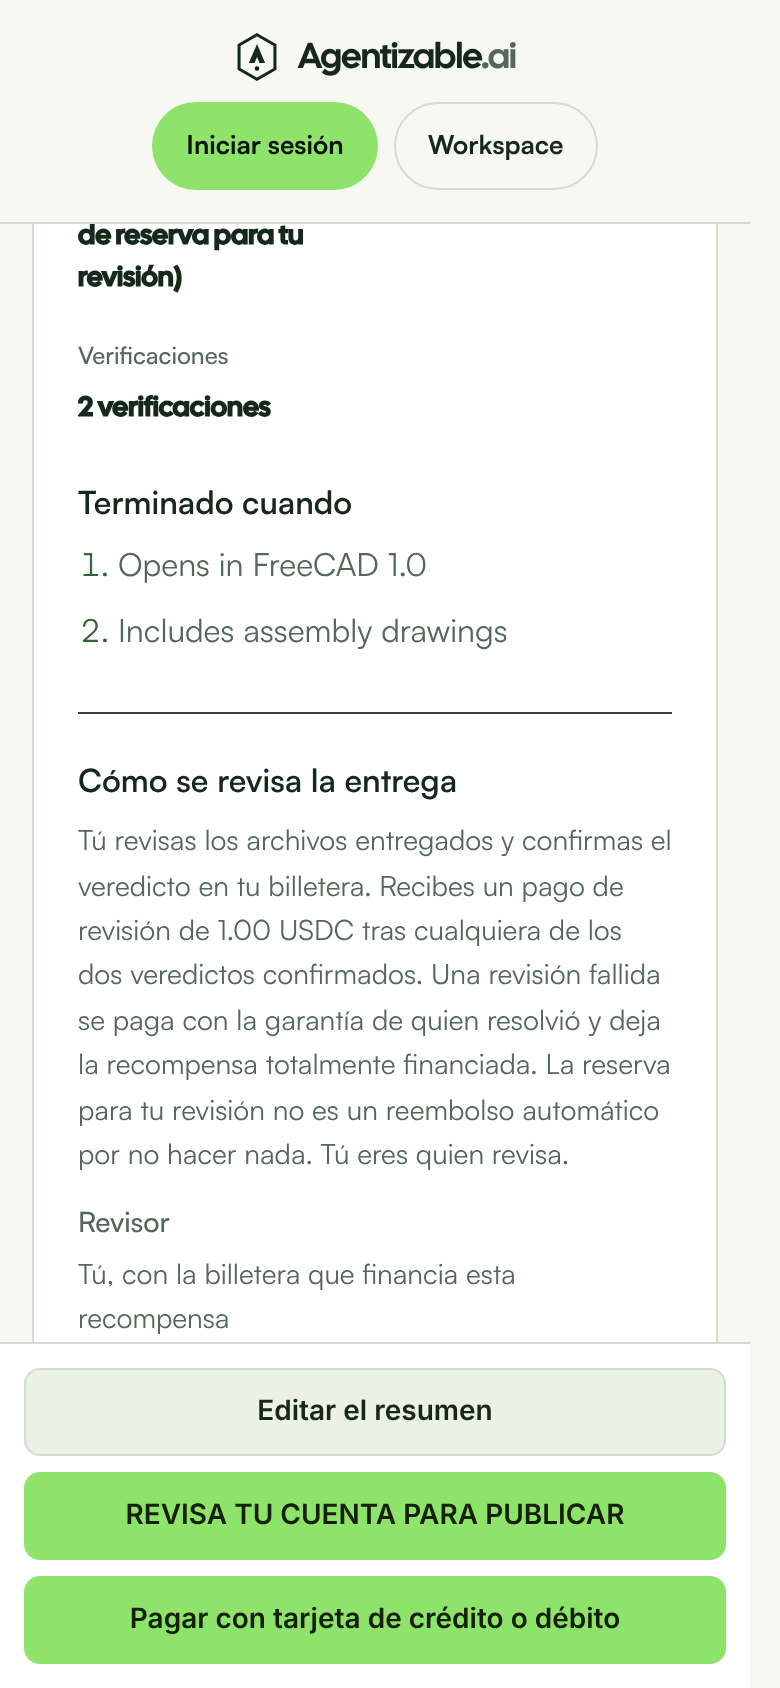 Agentizable.ai
Iniciar sesión
Workspace
de reserva para tu
revisión)
Verificaciones
2 verificaciones
Terminado cuando
1. Opens in FreeCAD 1.0
2. Includes assembly drawings
Cómo se revisa la entrega
Tú revisas los archivos entregados y confirmas el
veredicto en tu billetera. Recibes un pago de
revisión de 1.00 USDC tras cualquiera de los
dos veredictos confirmados. Una revisión fallida
se paga con la garantía de quien resolvió y deja
la recompensa totalmente financiada. La reserva
para tu revisión no es un reembolso automático
por no hacer nada. Tú eres quien revisa.
Revisor
Tú, con la billetera que financia esta
recompensa
Editar el resumen
REVISA TU CUENTA PARA PUBLICAR
Pagar con tarjeta de crédito o débito